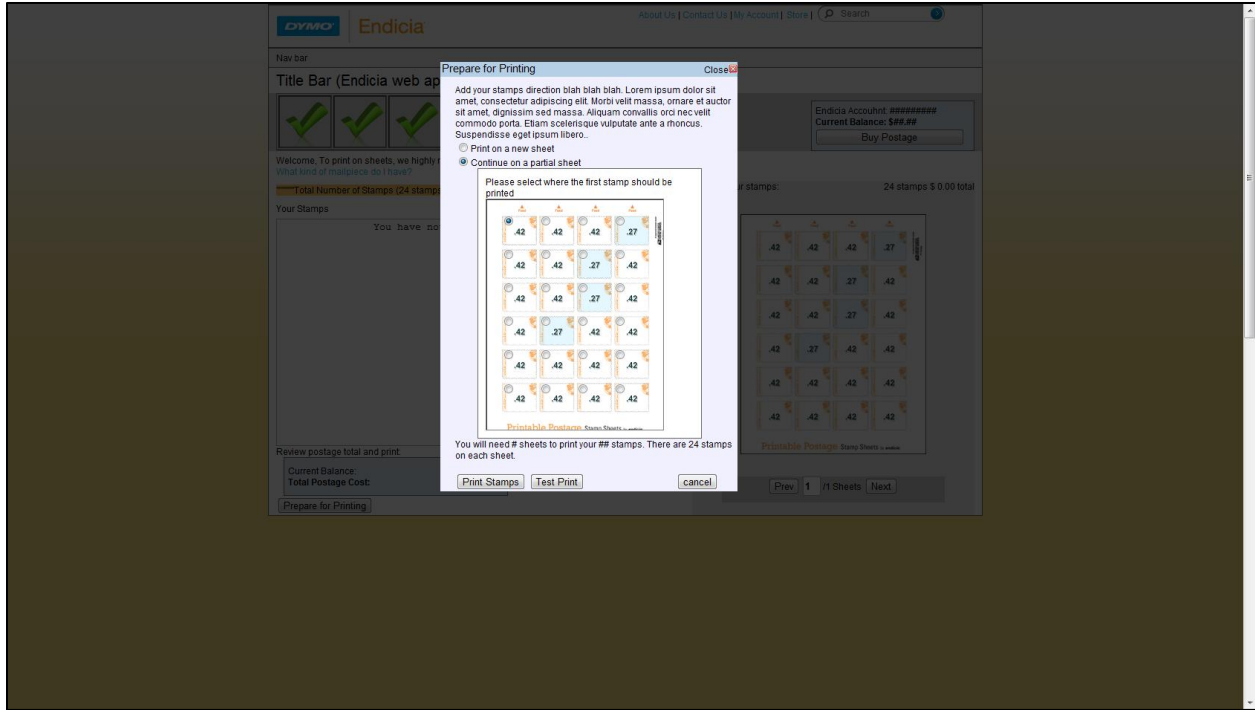 About Us | Contact Us | My Account | Store | Search
DYMO Endicia
Nav bar
Title Bar (Endicia web ap
Prepare for Printing Close
Add your stamps direction blah blah blah. Lorem ipsum dolor sit
amet, consectetur adipiscing elit. Morbi velit massa, ornare et auctor
sit amet, dignissim sed massa. Aliquam convallis orci nec velit
commodo porta. Etiam scelerisque vulputate ante a rhoncus.
Suspendisse eget ipsum libero..
Print on a new sheet
Continue on a partial sheet
Please select where the first stamp should be
printed
.42 .42 .42 .27
.42 .42 .27 .42
.42 .42 .27 .42
.42 .27 .42 .42
.42 .42 .42 .42
.42 .42 .42 .42
Printable Postage Stamp Sheets
You will need # sheets to print your ## stamps. There are 24 stamps
on each sheet.
Print Stamps Test Print cancel
Endicia Accouhnt: #########
Current Balance: $##.##
Buy Postage
Welcome, To print on sheets, we highly r
What kind of mailpiece do I have?
****Total Number of Stamps (24 stamps
Your Stamps
You have no
Review postage total and print:
Current Balance:
Total Postage Cost:
Prepare for Printing
ur stamps: 24 stamps $ 0.00 total
.42 .42 .42 .27
.42 .42 .27 .42
.42 .42 .27 .42
.42 .27 .42 .42
.42 .42 .42 .42
.42 .42 .42 .42
Printable Postage Stamp Sheets
Prev 1 /1 Sheets Next